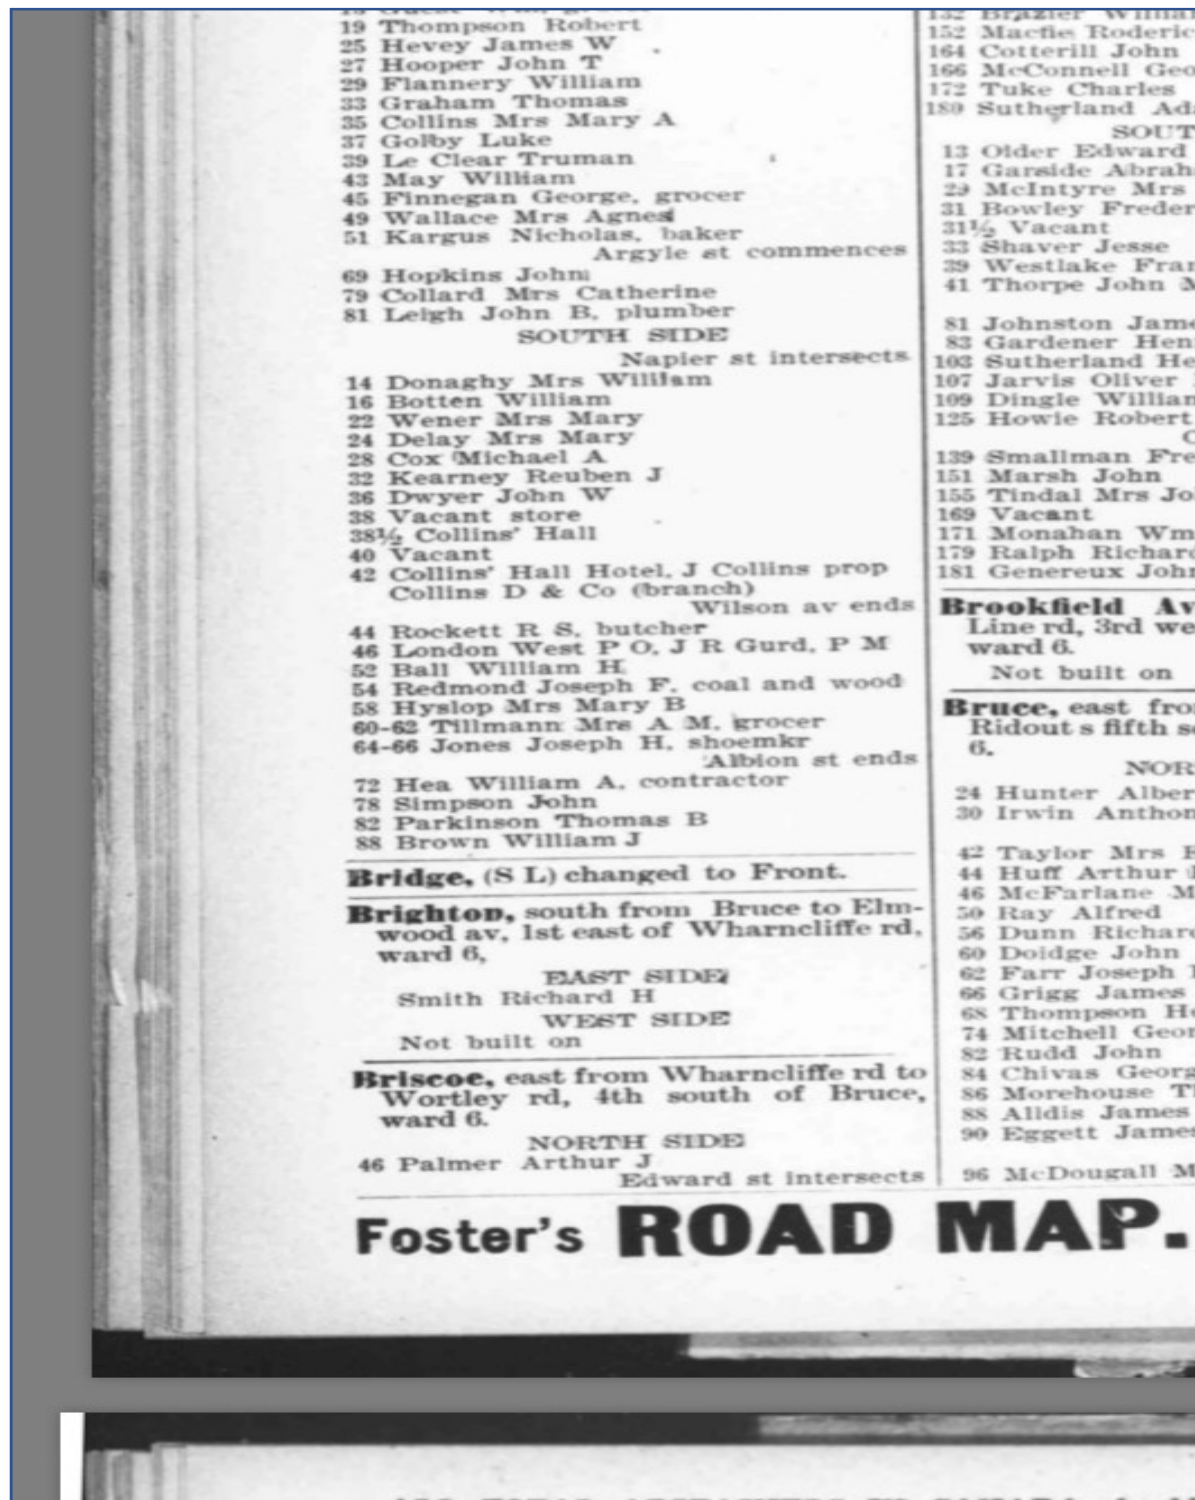 19 Thompson Robert
25 Hevey James W
27 Hooper John T
29 Flannery William
33 Graham Thomas
35 Collins Mrs Mary A
37 Golby Luke
39 Le Clear Truman
43 May William
45 Finnegan George, grocer
49 Wallace Mrs Agnes
51 Kargus Nicholas, baker
Argyle st commences
69 Hopkins John
79 Collard Mrs Catherine
81 Leigh John B, plumber
SOUTH SIDE
Napier st intersects
14 Donaghy Mrs William
16 Botten William
22 Wener Mrs Mary
24 Delay Mrs Mary
28 Cox Michael A
32 Kearney Reuben J
36 Dwyer John W
38 Vacant store
38½ Collins' Hall
40 Vacant
42 Collins' Hall Hotel, J Collins prop
Collins D & Co (branch)
Wilson av ends
44 Rockett R S, butcher
46 London West P O, J R Gurd, P M
52 Ball William H
54 Redmond Joseph F, coal and wood
58 Hyslop Mrs Mary B
60-62 Tillmann Mrs A M, grocer
64-66 Jones Joseph H, shoemkr
Albion st ends
72 Hea William A, contractor
78 Simpson John
82 Parkinson Thomas B
88 Brown William J
Bridge, (S L) changed to Front.
Brighton, south from Bruce to Elm-
wood av, 1st east of Wharncliffe rd,
ward 6,
EAST SIDE
Smith Richard H
WEST SIDE
Not built on
Briscoe, east from Wharncliffe rd to
Wortley rd, 4th south of Bruce,
ward 6.
NORTH SIDE
46 Palmer Arthur J
Edward st intersects
152 Macfie Roderic
164 Cotterill John
166 McConnell Geo
172 Tuke Charles
180 Sutherland Ad
SOUT
13 Older Edward
17 Garside Abrah
29 McIntyre Mrs
31 Bowley Freder
31½ Vacant
33 Shaver Jesse
39 Westlake Fran
41 Thorpe John M
81 Johnston Jame
83 Gardener Hen
103 Sutherland He
107 Jarvis Oliver
109 Dingle William
125 Howie Robert
139 Smallman Fre
151 Marsh John
155 Tindal Mrs Jo
169 Vacant
171 Monahan Wm
179 Ralph Richard
181 Genereux John
Brookfield Av
Line rd, 3rd we
ward 6.
Not built on
Bruce, east from
Ridouts fifth s
6.
NOR
24 Hunter Alber
30 Irwin Anthon
42 Taylor Mrs
44 Huff Arthur
46 McFarlane M
50 Ray Alfred
56 Dunn Richard
60 Doidge John
62 Farr Joseph
66 Grigg James
68 Thompson He
74 Mitchell Geor
82 Rudd John
84 Chivas Georg
86 Morehouse T
88 Alldis James
90 Eggett James
96 McDougall M
Foster's ROAD MAP.